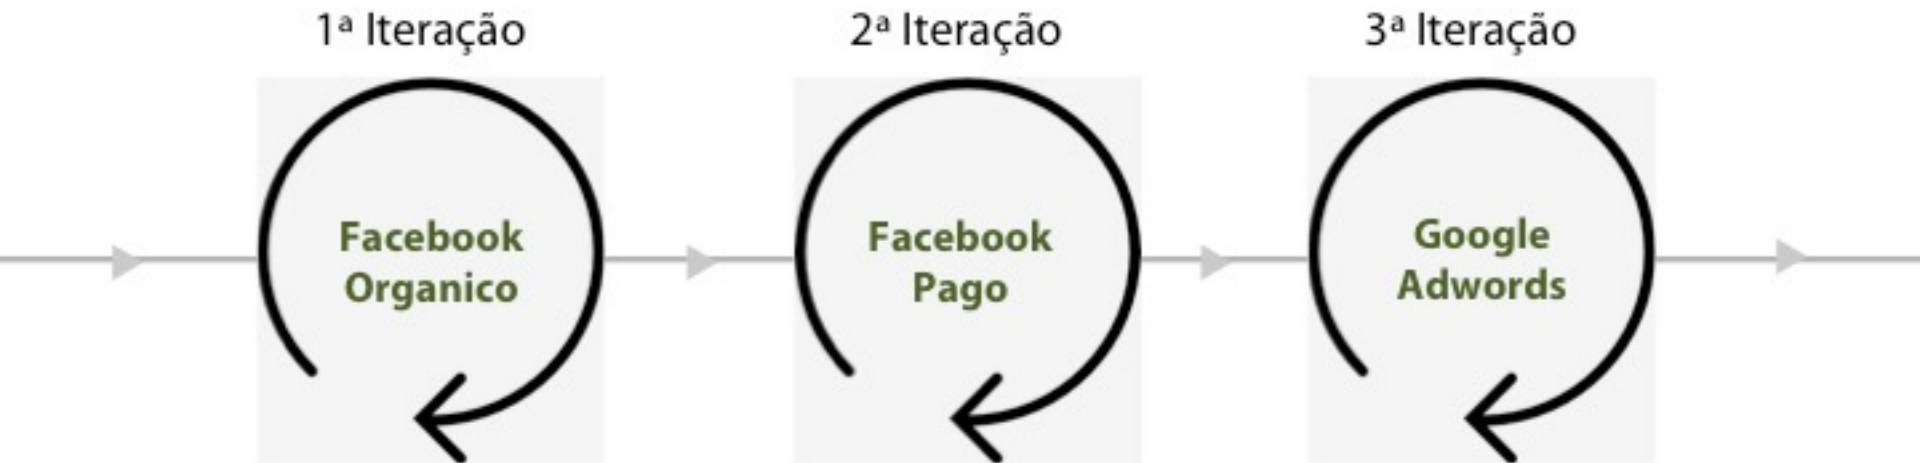 1ª Iteração
2ª Iteração
3ª Iteração
Facebook
Organico
Facebook
Pago
Google
Adwords